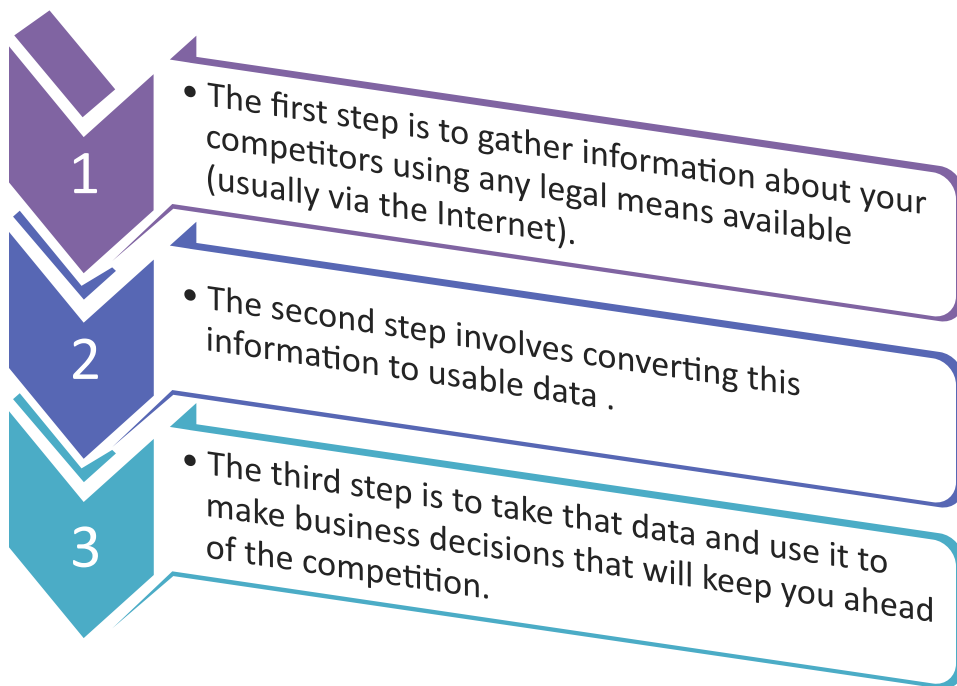 1
• The first step is to gather information about your
competitors using any legal means available
(usually via the Internet).
2
• The second step involves converting this
information to usable data .
3
• The third step is to take that data and use it to
make business decisions that will keep you ahead
of the competition.